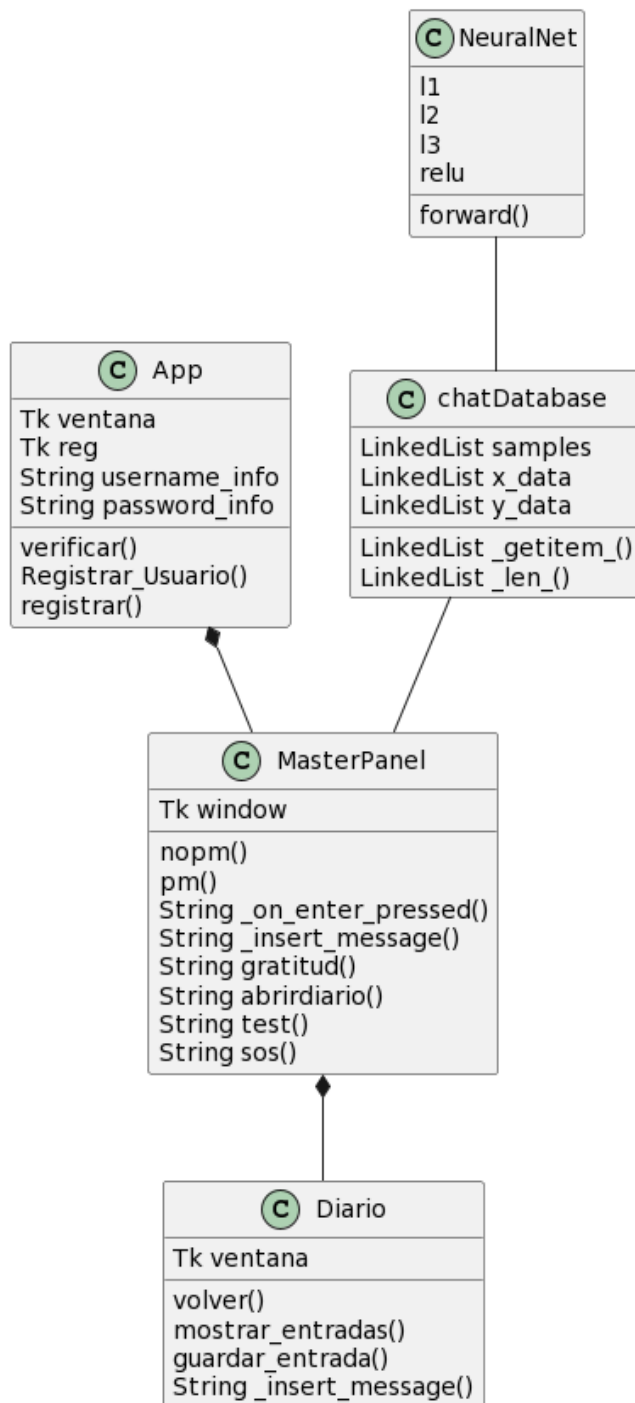 C NeuralNet
l1
l2
l3
relu
forward()
C App
Tk ventana
Tk reg
String username_info
String password_info
verificar()
Registrar_Usuario()
registrar()
C chatDatabase
LinkedList samples
LinkedList x_data
LinkedList y_data
LinkedList _getitem_()
LinkedList _len_()
C MasterPanel
Tk window
nopm()
pm()
String _on_enter_pressed()
String _insert_message()
String gratitud()
String abrirdiario()
String test()
String sos()
C Diario
Tk ventana
volver()
mostrar_entradas()
guardar_entrada()
String _insert_message()